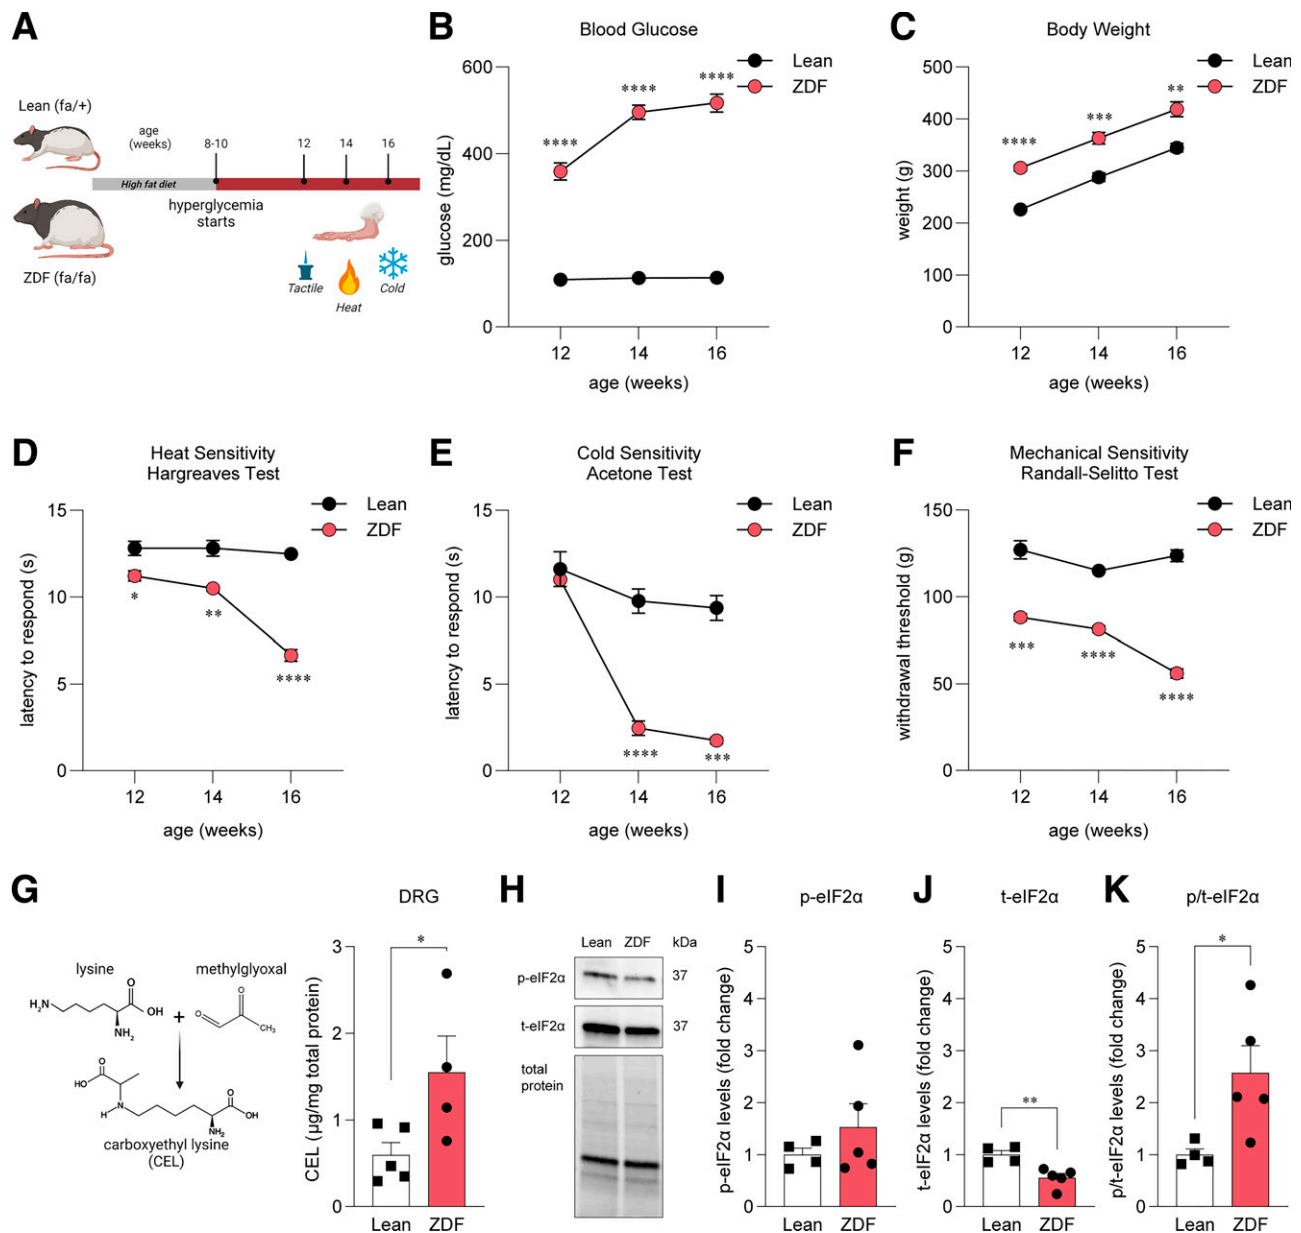 A
Lean (fa/+)
ZDF (fa/fa)
age
(weeks)
8-10
12
14
16
High fat diet
hyperglycemia
starts
Tactile
Heat
Cold
B
Blood Glucose
Lean
ZDF
glucose (mg/dL)
600
400
200
0
****
****
****
12
14
16
age (weeks)
C
Body Weight
Lean
ZDF
weight (g)
500
400
300
200
100
0
****
***
**
12
14
16
age (weeks)
D
Heat Sensitivity
Hargreaves Test
Lean
ZDF
latency to respond (s)
15
10
5
0
*
**
****
12
14
16
age (weeks)
E
Cold Sensitivity
Acetone Test
Lean
ZDF
latency to respond (s)
15
10
5
0
****
***
12
14
16
age (weeks)
F
Mechanical Sensitivity
Randall-Selitto Test
Lean
ZDF
withdrawal threshold (g)
150
100
50
0
***
****
****
12
14
16
age (weeks)
G
lysine
methylglyoxal
H₂N
O
OH
NH₂
+
O
O
CH₃
O
HO
H
N
O
OH
NH₂
carboxyethyl lysine
(CEL)
DRG
CEL (µg/mg total protein)
3
2
1
0
*
Lean
ZDF
H
Lean
ZDF
kDa
p-eIF2α
37
t-eIF2α
37
total
protein
I
p-eIF2α
p-eIF2α levels (fold change)
5
4
3
2
1
0
Lean
ZDF
J
t-eIF2α
t-eIF2α levels (fold change)
5
4
3
2
1
0
**
Lean
ZDF
K
p/t-eIF2α
p/t-eIF2α levels (fold change)
5
4
3
2
1
0
*
Lean
ZDF